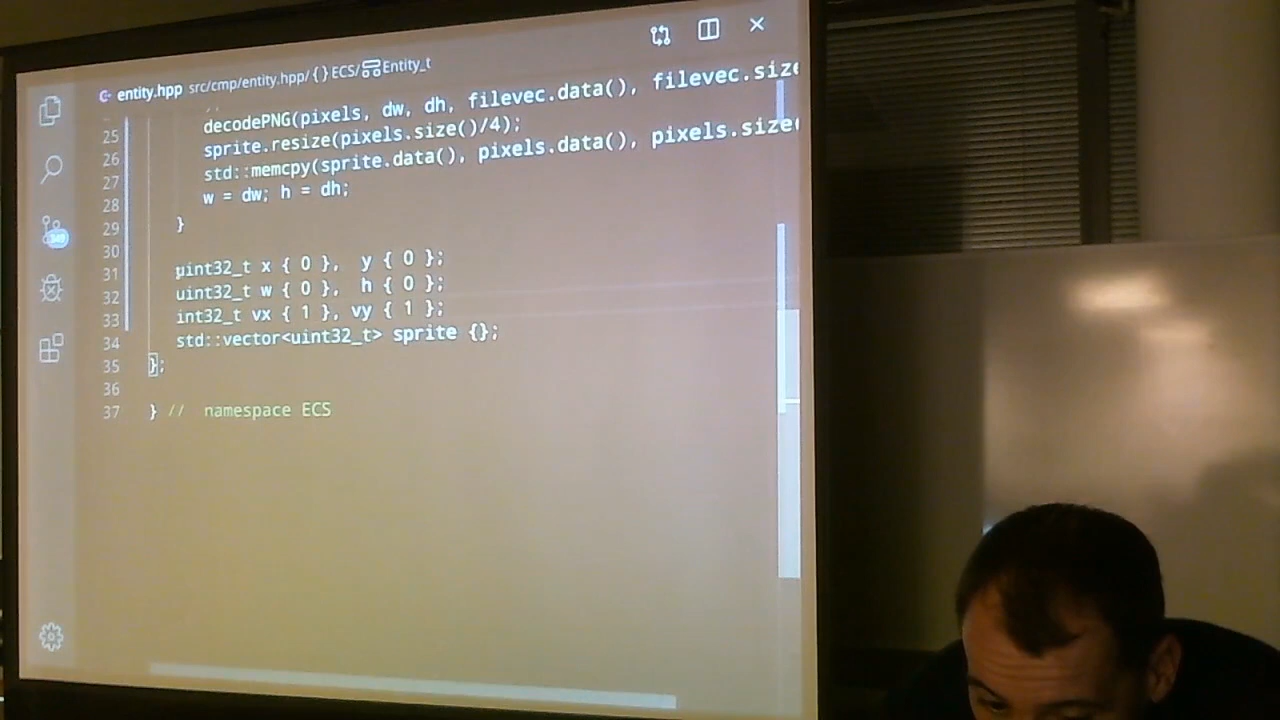 entity.hpp src/cmp/entity.hpp/{}ECS/Entity_t
25 decodePNG(pixels, dw, dh, filevec.data(), filevec.size
26 sprite.resize(pixels.size()/4);
27 std::memcpy(sprite.data(), pixels.data(), pixels.size(
28 w = dw; h = dh;
29 }
30
31 uint32_t x { 0 }, y { 0 };
32 uint32_t w { 0 }, h { 0 };
33 int32_t vx { 1 }, vy { 1 };
34 std::vector<uint32_t> sprite {};
35 };
36
37 } // namespace ECS